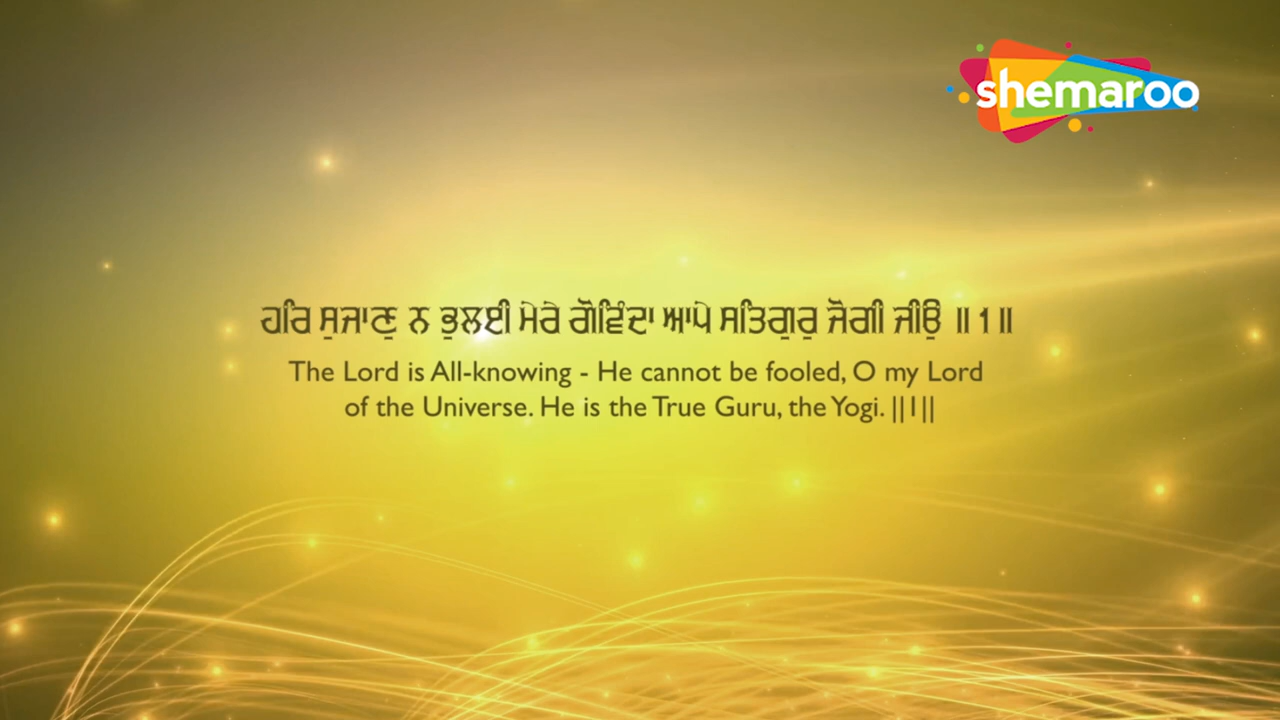 shemaroo
ਹਰਿ ਸੁਜਾਣੁ ਨ ਭੁਲਈ ਮੇਰੇ ਗੋਵਿੰਦਾ ਆਪੇ ਸਤਿਗੁਰੁ ਜੋਗੀ ਜੀਉ ॥੧॥
The Lord is All-knowing - He cannot be fooled, O my Lord
of the Universe. He is the True Guru, the Yogi. ||1||